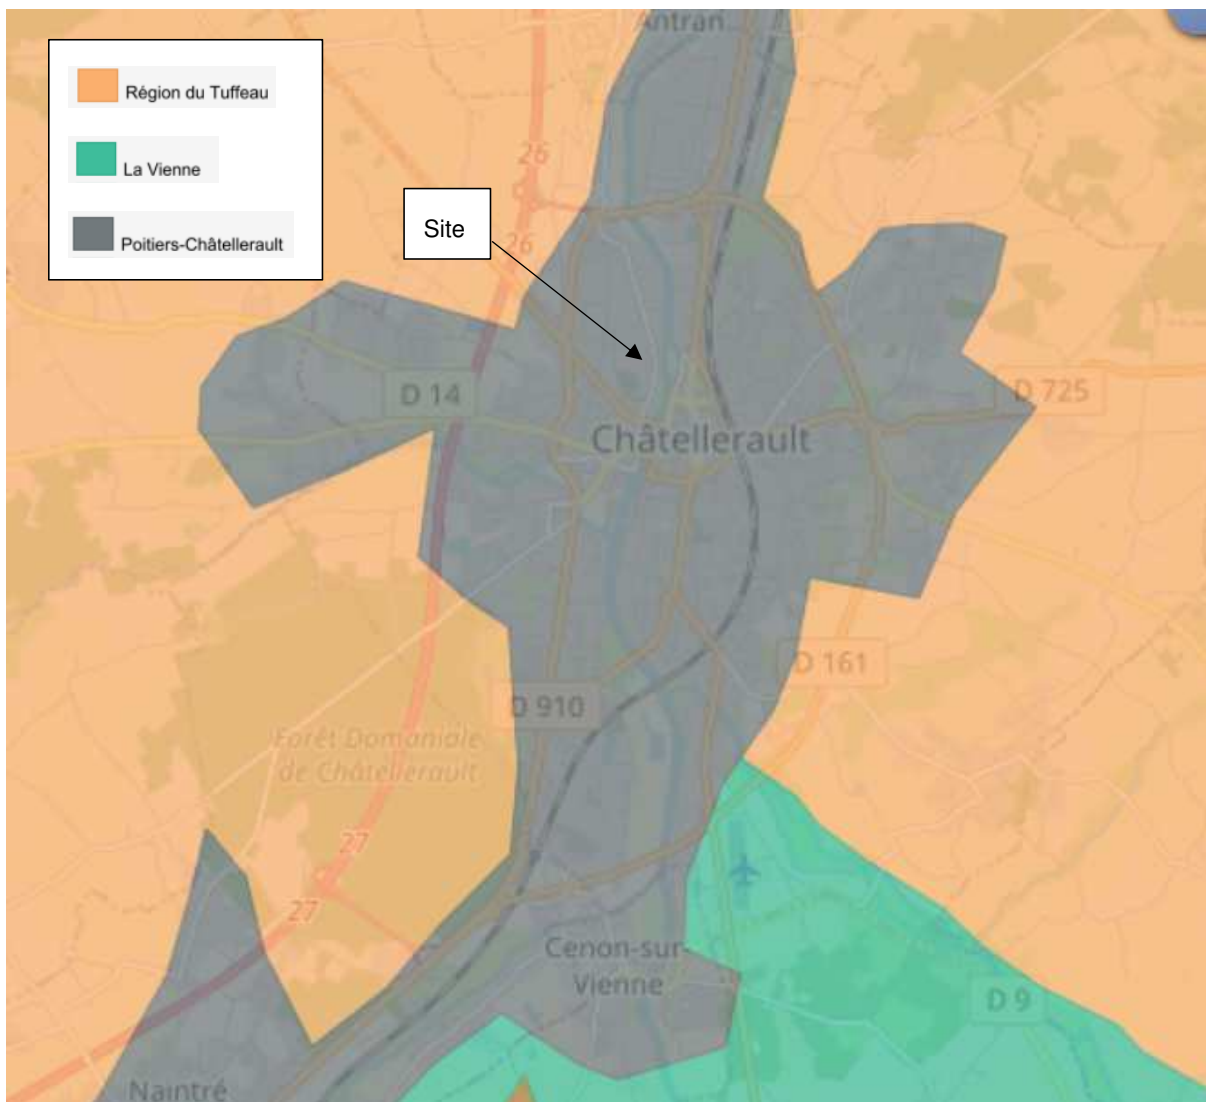 Antran
Région du Tuffeau
La Vienne
Poitiers-Châtellerault
26
Site
26
D 14
D 725
Châtellerault
D 161
D 910
Forêt Domaniale
de Châtellerault
27
27
Cenon-sur-
Vienne
D 9
Naintré